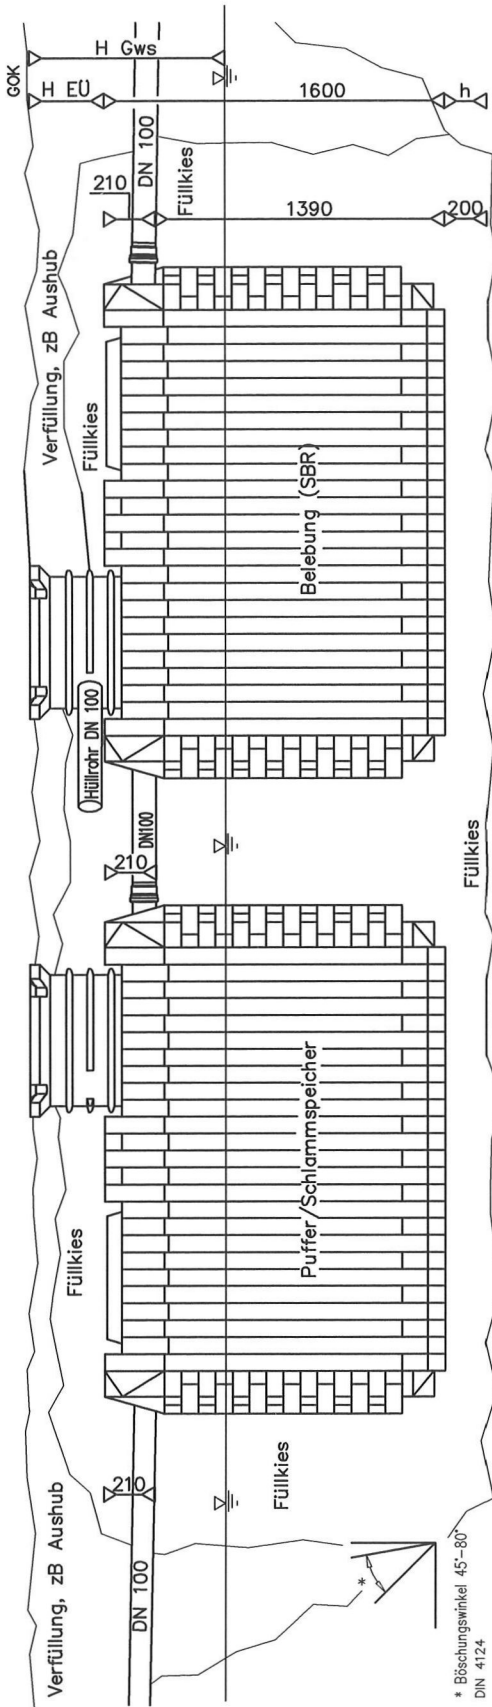 GOK
H Gws
H EÜ
1600
h
Verfüllung, zB Aushub
Füllkies
210
DN 100
Füllkies
1390
200
Belebung (SBR)
Hüllrohr DN 100
210
DN100
Füllkies
Füllkies
Puffer/Schlammspeicher
Verfüllung, zB Aushub
210
DN 100
Füllkies
*
* Böschungswinkel 45°-80°
DIN 4124